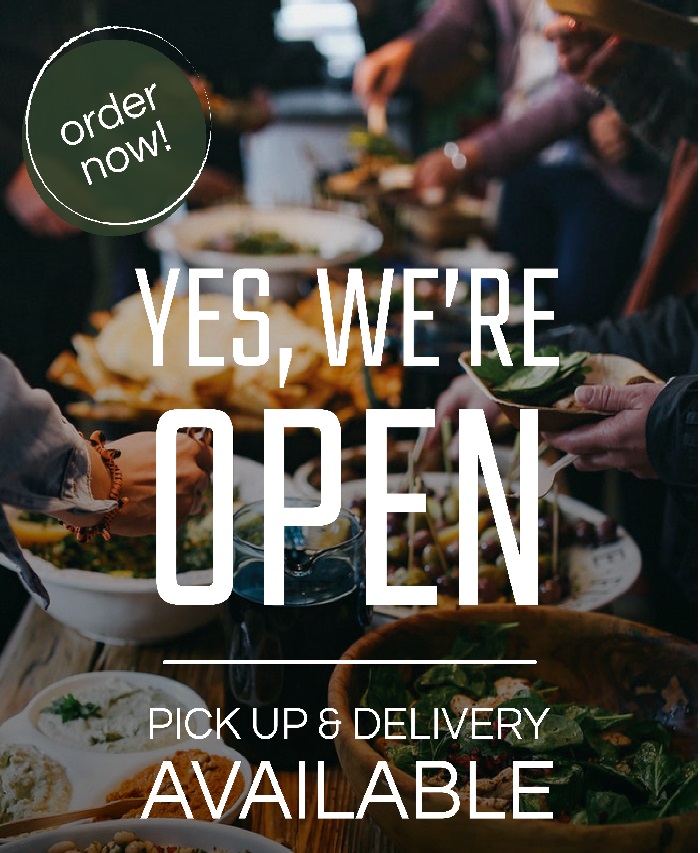 order
now!
YES, WE'RE
OPEN
PICK UP & DELIVERY
AVAILABLE